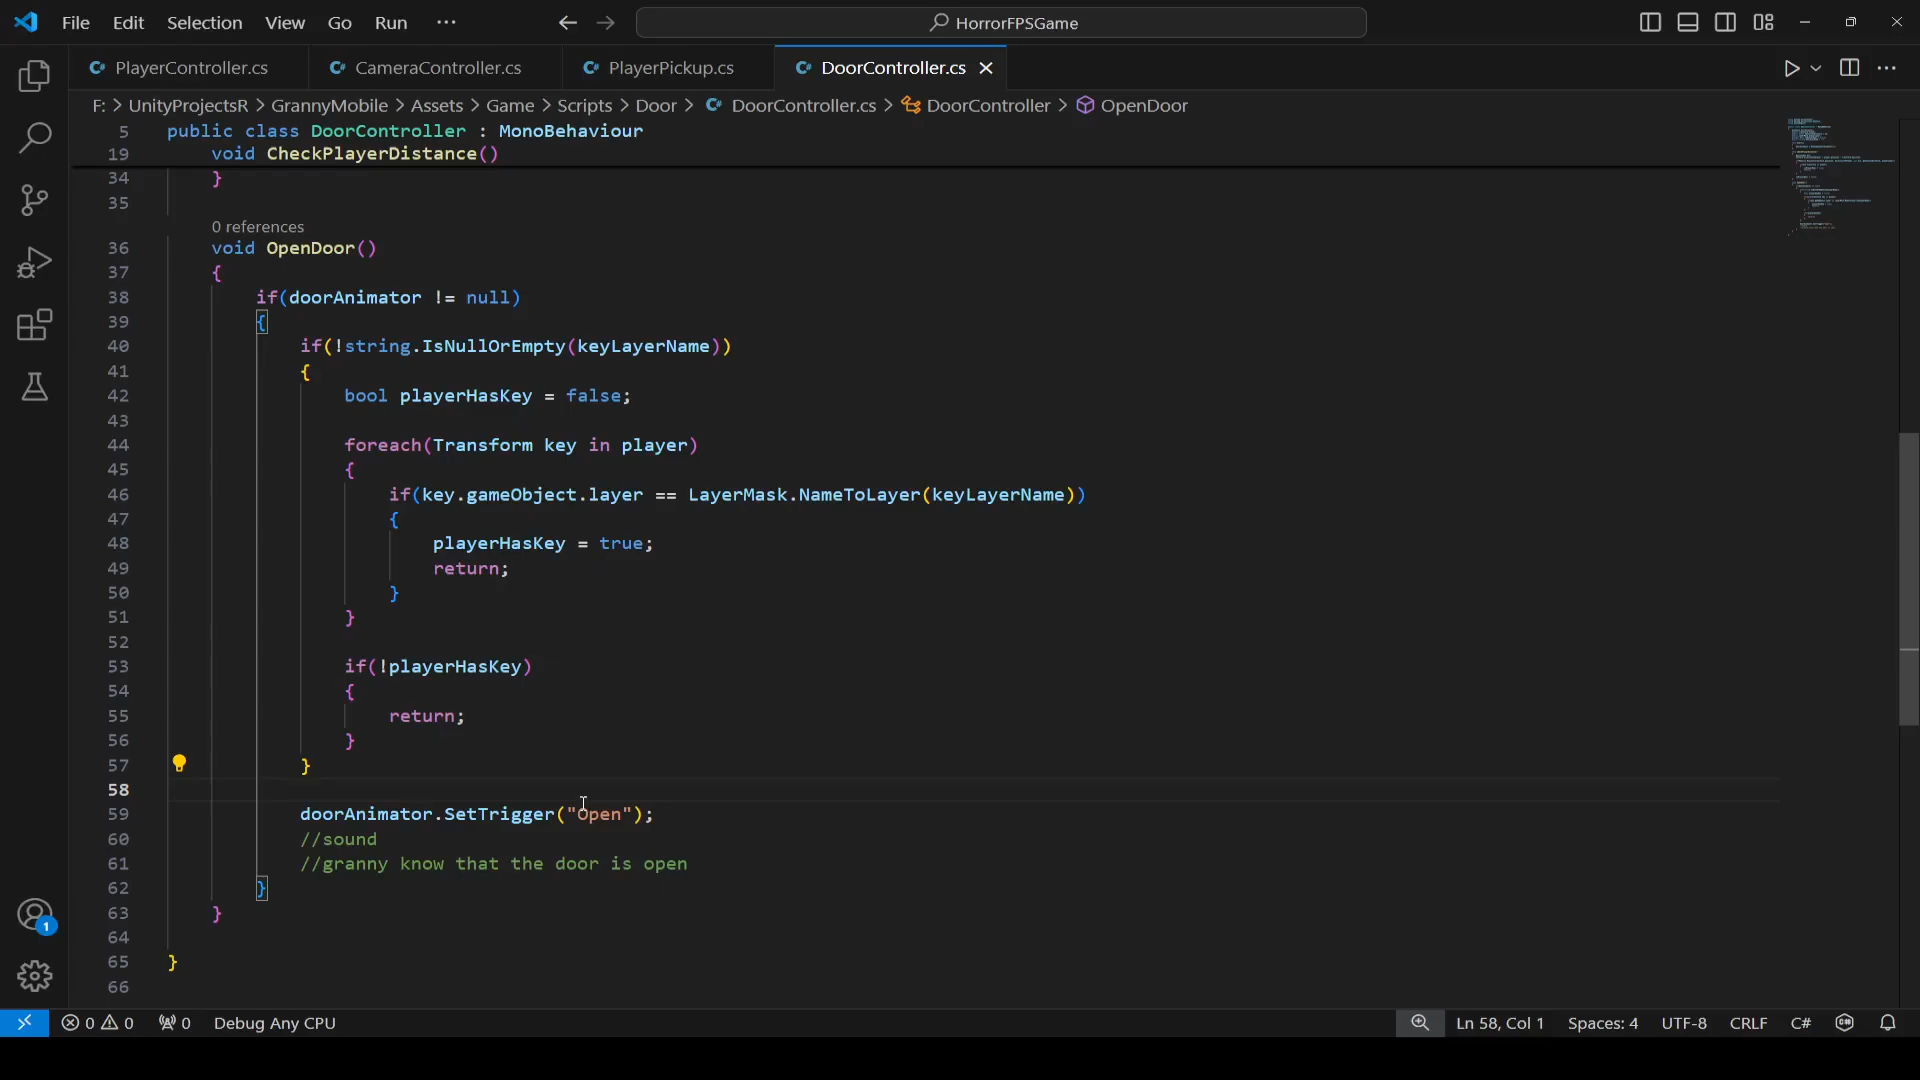 File Edit Selection View Go Run ··· HorrorFPSGame
PlayerController.cs CameraController.cs PlayerPickup.cs DoorController.cs
F: > UnityProjectsR > GrannyMobile > Assets > Game > Scripts > Door > DoorController.cs > DoorController > OpenDoor
5 public class DoorController : MonoBehaviour
19 void CheckPlayerDistance()
34 }
35
0 references
36 void OpenDoor()
37 {
38 if(doorAnimator != null)
39 {
40 if(!string.IsNullOrEmpty(keyLayerName))
41 {
42 bool playerHasKey = false;
43
44 foreach(Transform key in player)
45 {
46 if(key.gameObject.layer == LayerMask.NameToLayer(keyLayerName))
47 {
48 playerHasKey = true;
49 return;
50 }
51 }
52
53 if(!playerHasKey)
54 {
55 return;
56 }
57 }
58
59 doorAnimator.SetTrigger("Open");
60 //sound
61 //granny know that the door is open
62 }
63 }
64
65 }
66
1
0 0 0 Debug Any CPU Ln 58, Col 1 Spaces: 4 UTF-8 CRLF C#